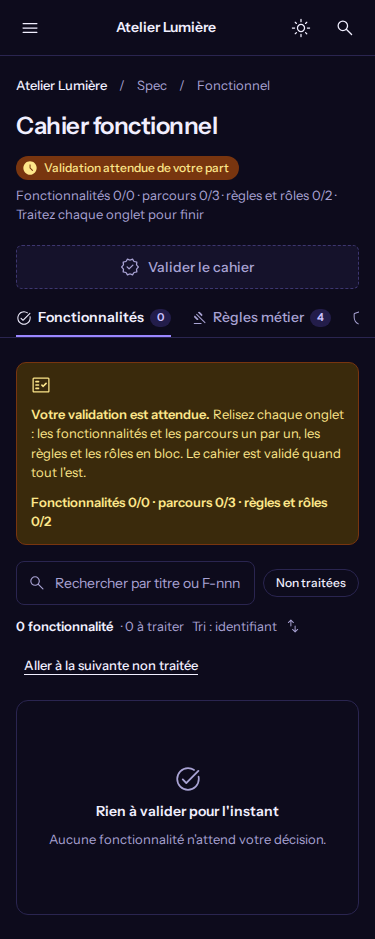 Atelier Lumière
Atelier Lumière / Spec / Fonctionnel
Cahier fonctionnel
Validation attendue de votre part
Fonctionnalités 0/0 · parcours 0/3 · règles et rôles 0/2 ·
Traitez chaque onglet pour finir
Valider le cahier
Fonctionnalités 0 Règles métier 4
Votre validation est attendue. Relisez chaque onglet
: les fonctionnalités et les parcours un par un, les
règles et les rôles en bloc. Le cahier est validé quand
tout l'est.
Fonctionnalités 0/0 · parcours 0/3 · règles et rôles
0/2
Rechercher par titre ou F-nnn
Non traitées
0 fonctionnalité · 0 à traiter Tri : identifiant
Aller à la suivante non traitée
Rien à valider pour l'instant
Aucune fonctionnalité n'attend votre décision.